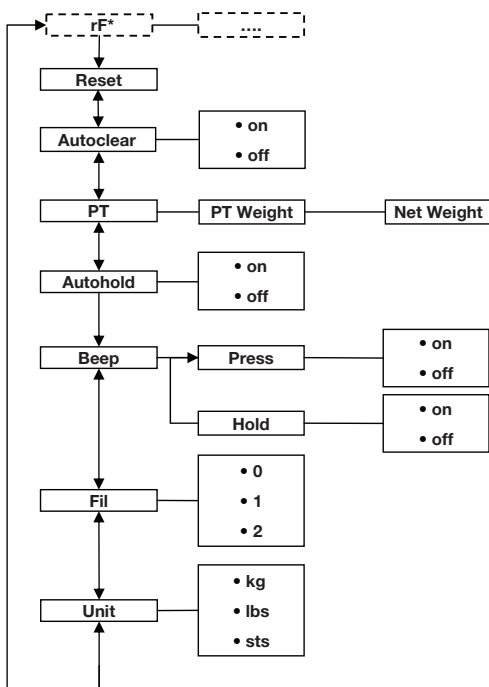 rF* ....
Reset
Autoclear
• on
• off
PT PT Weight Net Weight
Autohold
• on
• off
Beep Press
• on
• off
Hold
• on
• off
Fil
• 0
• 1
• 2
Unit
• kg
• lbs
• sts